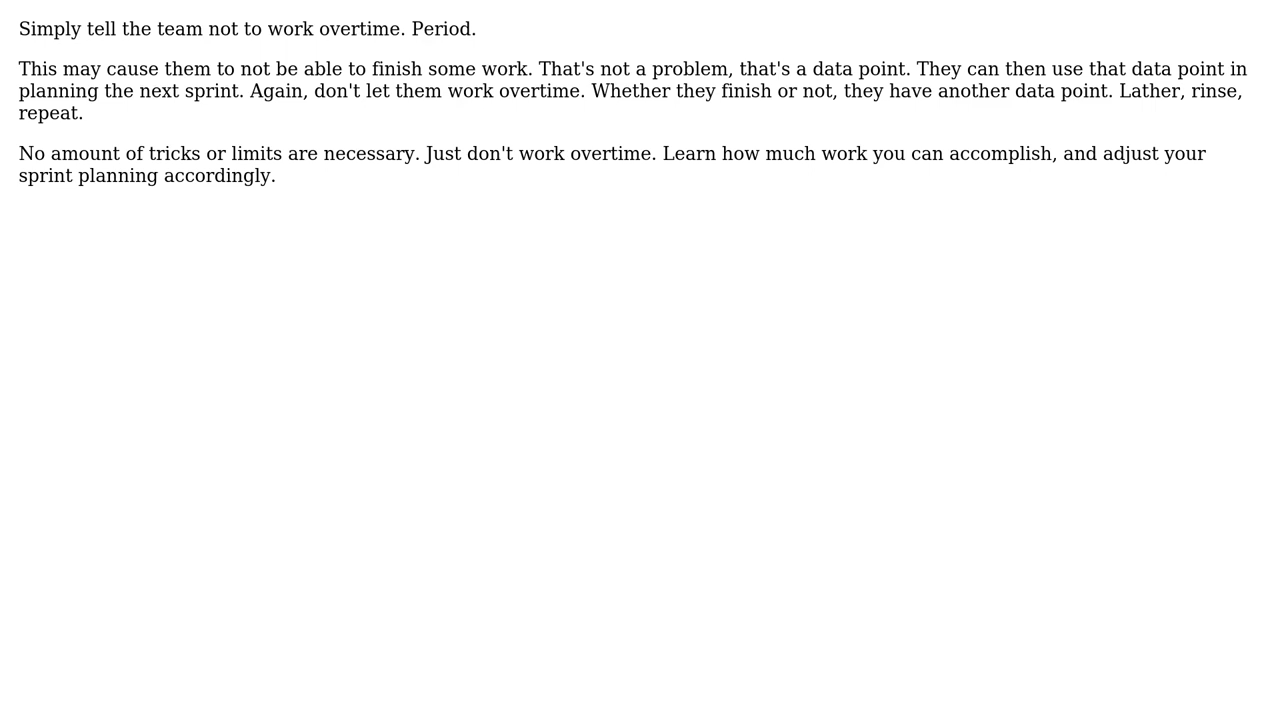 Simply tell the team not to work overtime. Period.
This may cause them to not be able to finish some work. That's not a problem, that's a data point. They can then use that data point in
planning the next sprint. Again, don't let them work overtime. Whether they finish or not, they have another data point. Lather, rinse,
repeat.
No amount of tricks or limits are necessary. Just don't work overtime. Learn how much work you can accomplish, and adjust your
sprint planning accordingly.